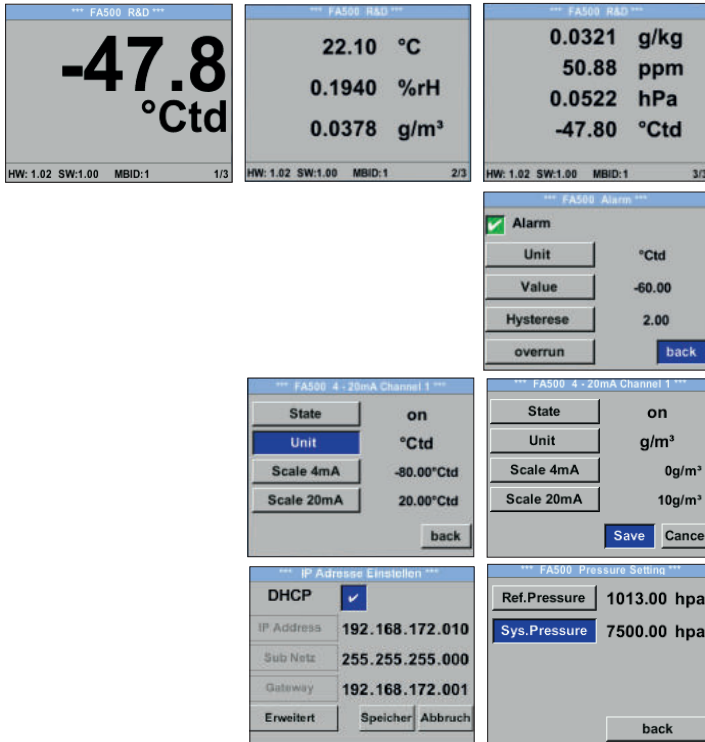 *** FA500 R&D ***
-47.8
°Ctd
HW: 1.02 SW:1.00 MBID:1 1/3
*** FA500 R&D ***
22.10 °C
0.1940 %rH
0.0378 g/m³
HW: 1.02 SW:1.00 MBID:1 2/3
*** FA500 R&D ***
0.0321 g/kg
50.88 ppm
0.0522 hPa
-47.80 °Ctd
HW: 1.02 SW:1.00 MBID:1 3/3
*** FA500 Alarm ***
Alarm
Unit °Ctd
Value -60.00
Hysterese 2.00
overrun back
*** FA500 4 - 20mA Channel 1 ***
State on
Unit °Ctd
Scale 4mA -80.00°Ctd
Scale 20mA 20.00°Ctd
back
*** FA500 4 - 20mA Channel 1 ***
State on
Unit g/m³
Scale 4mA 0g/m³
Scale 20mA 10g/m³
Save Cance
*** IP Adresse Einstellen ***
DHCP
IP Address 192.168.172.010
Sub Netz 255.255.255.000
Gateway 192.168.172.001
Erweitert Speicher Abbruch
*** FA500 Pressure Setting ***
Ref.Pressure 1013.00 hpa
Sys.Pressure 7500.00 hpa
back